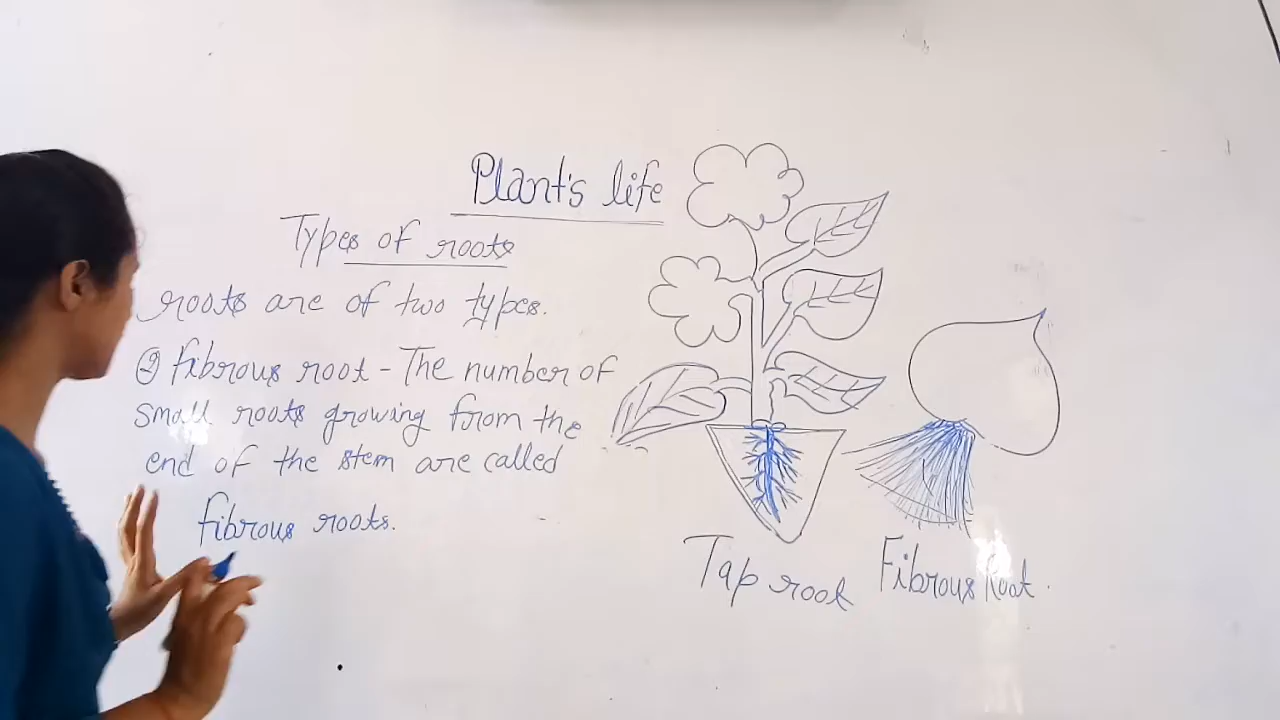 Plant's life
Types of roots
roots are of two types.
② fibrous root - The number of
small roots growing from the
end of the stem are called
fibrous roots.
Tap root
Fibrous Root.